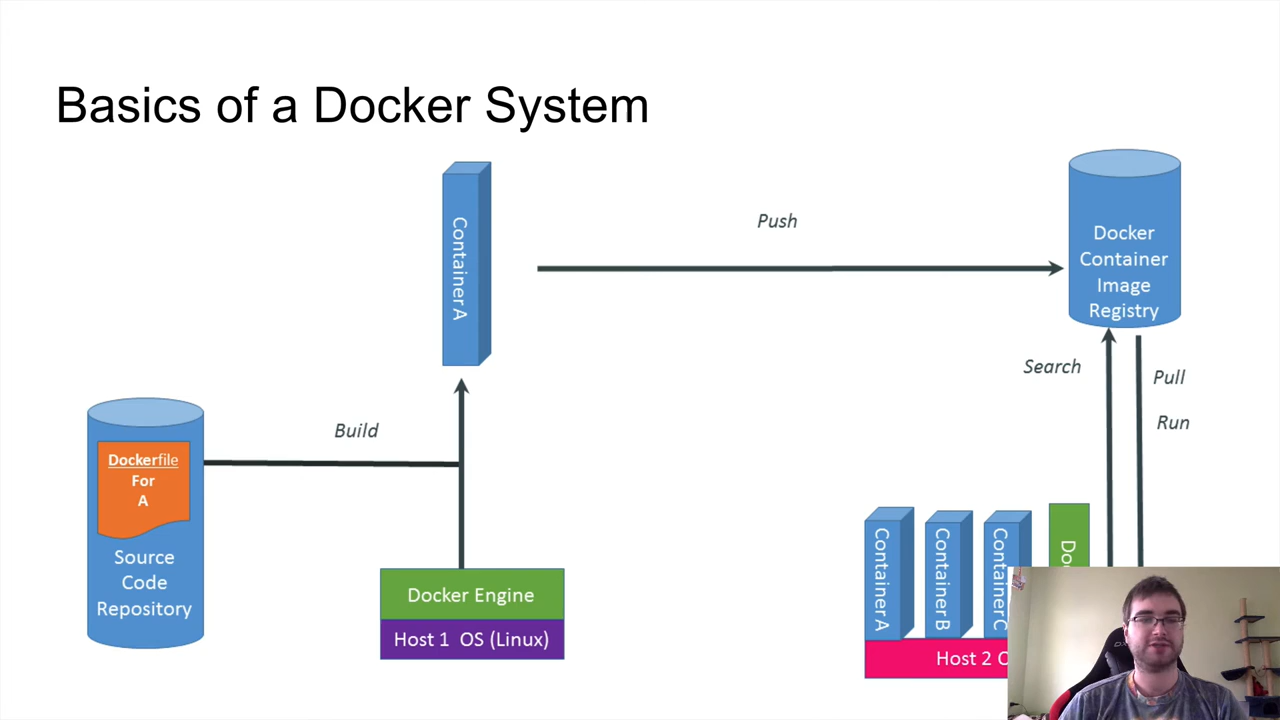 Basics of a Docker System
Container A
Push
Docker
Container
Image
Registry
Search
Pull
Run
Build
Dockerfile
For
A
Source
Code
Repository
Docker Engine
Host 1 OS (Linux)
Container A
Container B
Container C
Host 2